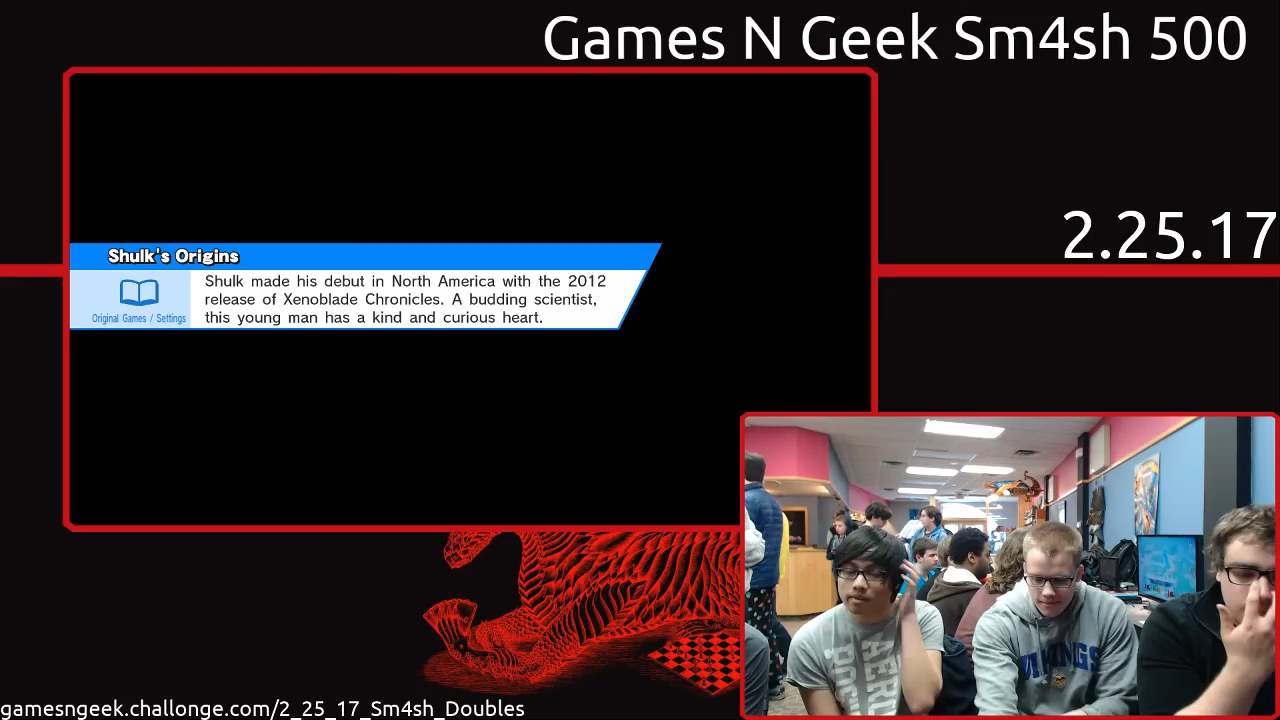 Games N Geek Sm4sh 500
2.25.17
Shulk's Origins
Shulk made his debut in North America with the 2012
release of Xenoblade Chronicles. A budding scientist,
this young man has a kind and curious heart.
Original Games / Settings
AERO
VIKINGS
gamesngeek.challonge.com/2_25_17_Sm4sh_Doubles